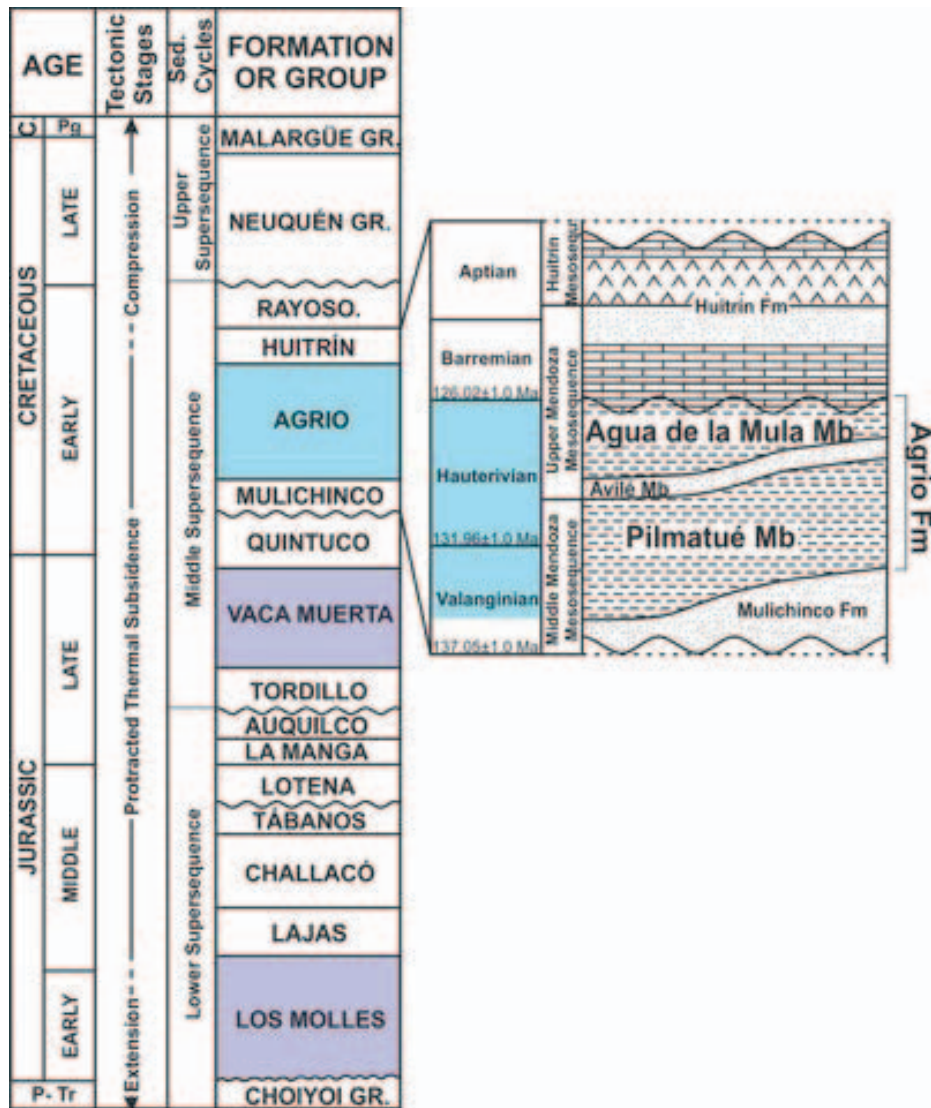 AGE
Tectonic
Stages
Sed.
Cycles
FORMATION
OR GROUP
C.
Pg
CRETACEOUS
LATE
EARLY
JURASSIC
LATE
MIDDLE
EARLY
P- Tr
Extension
Protracted Thermal Subsidence
Compression
Upper
Supersequence
Middle Supersequence
Lower Supersequence
MALARGÜE GR.
NEUQUÉN GR.
RAYOSO.
HUITRÍN
AGRIO
MULICHINCO
QUINTUCO
VACA MUERTA
TORDILLO
AUQUILCO
LA MANGA
LOTENA
TÁBANOS
CHALLACÓ
LAJAS
LOS MOLLES
CHOIYOI GR.
Aptian
Barremian
126.02±1.0 Ma
Hauterivian
131.96±1.0 Ma
Valanginian
137.05±1.0 Ma
Huitrin
Mesosequ
Upper Mendoza
Mesosequence
Middle Mendoza
Mesosequence
Huitrin Fm
Agua de la Mula Mb
Avilé Mb
Pilmatué Mb
Mulichinco Fm
Agrio Fm